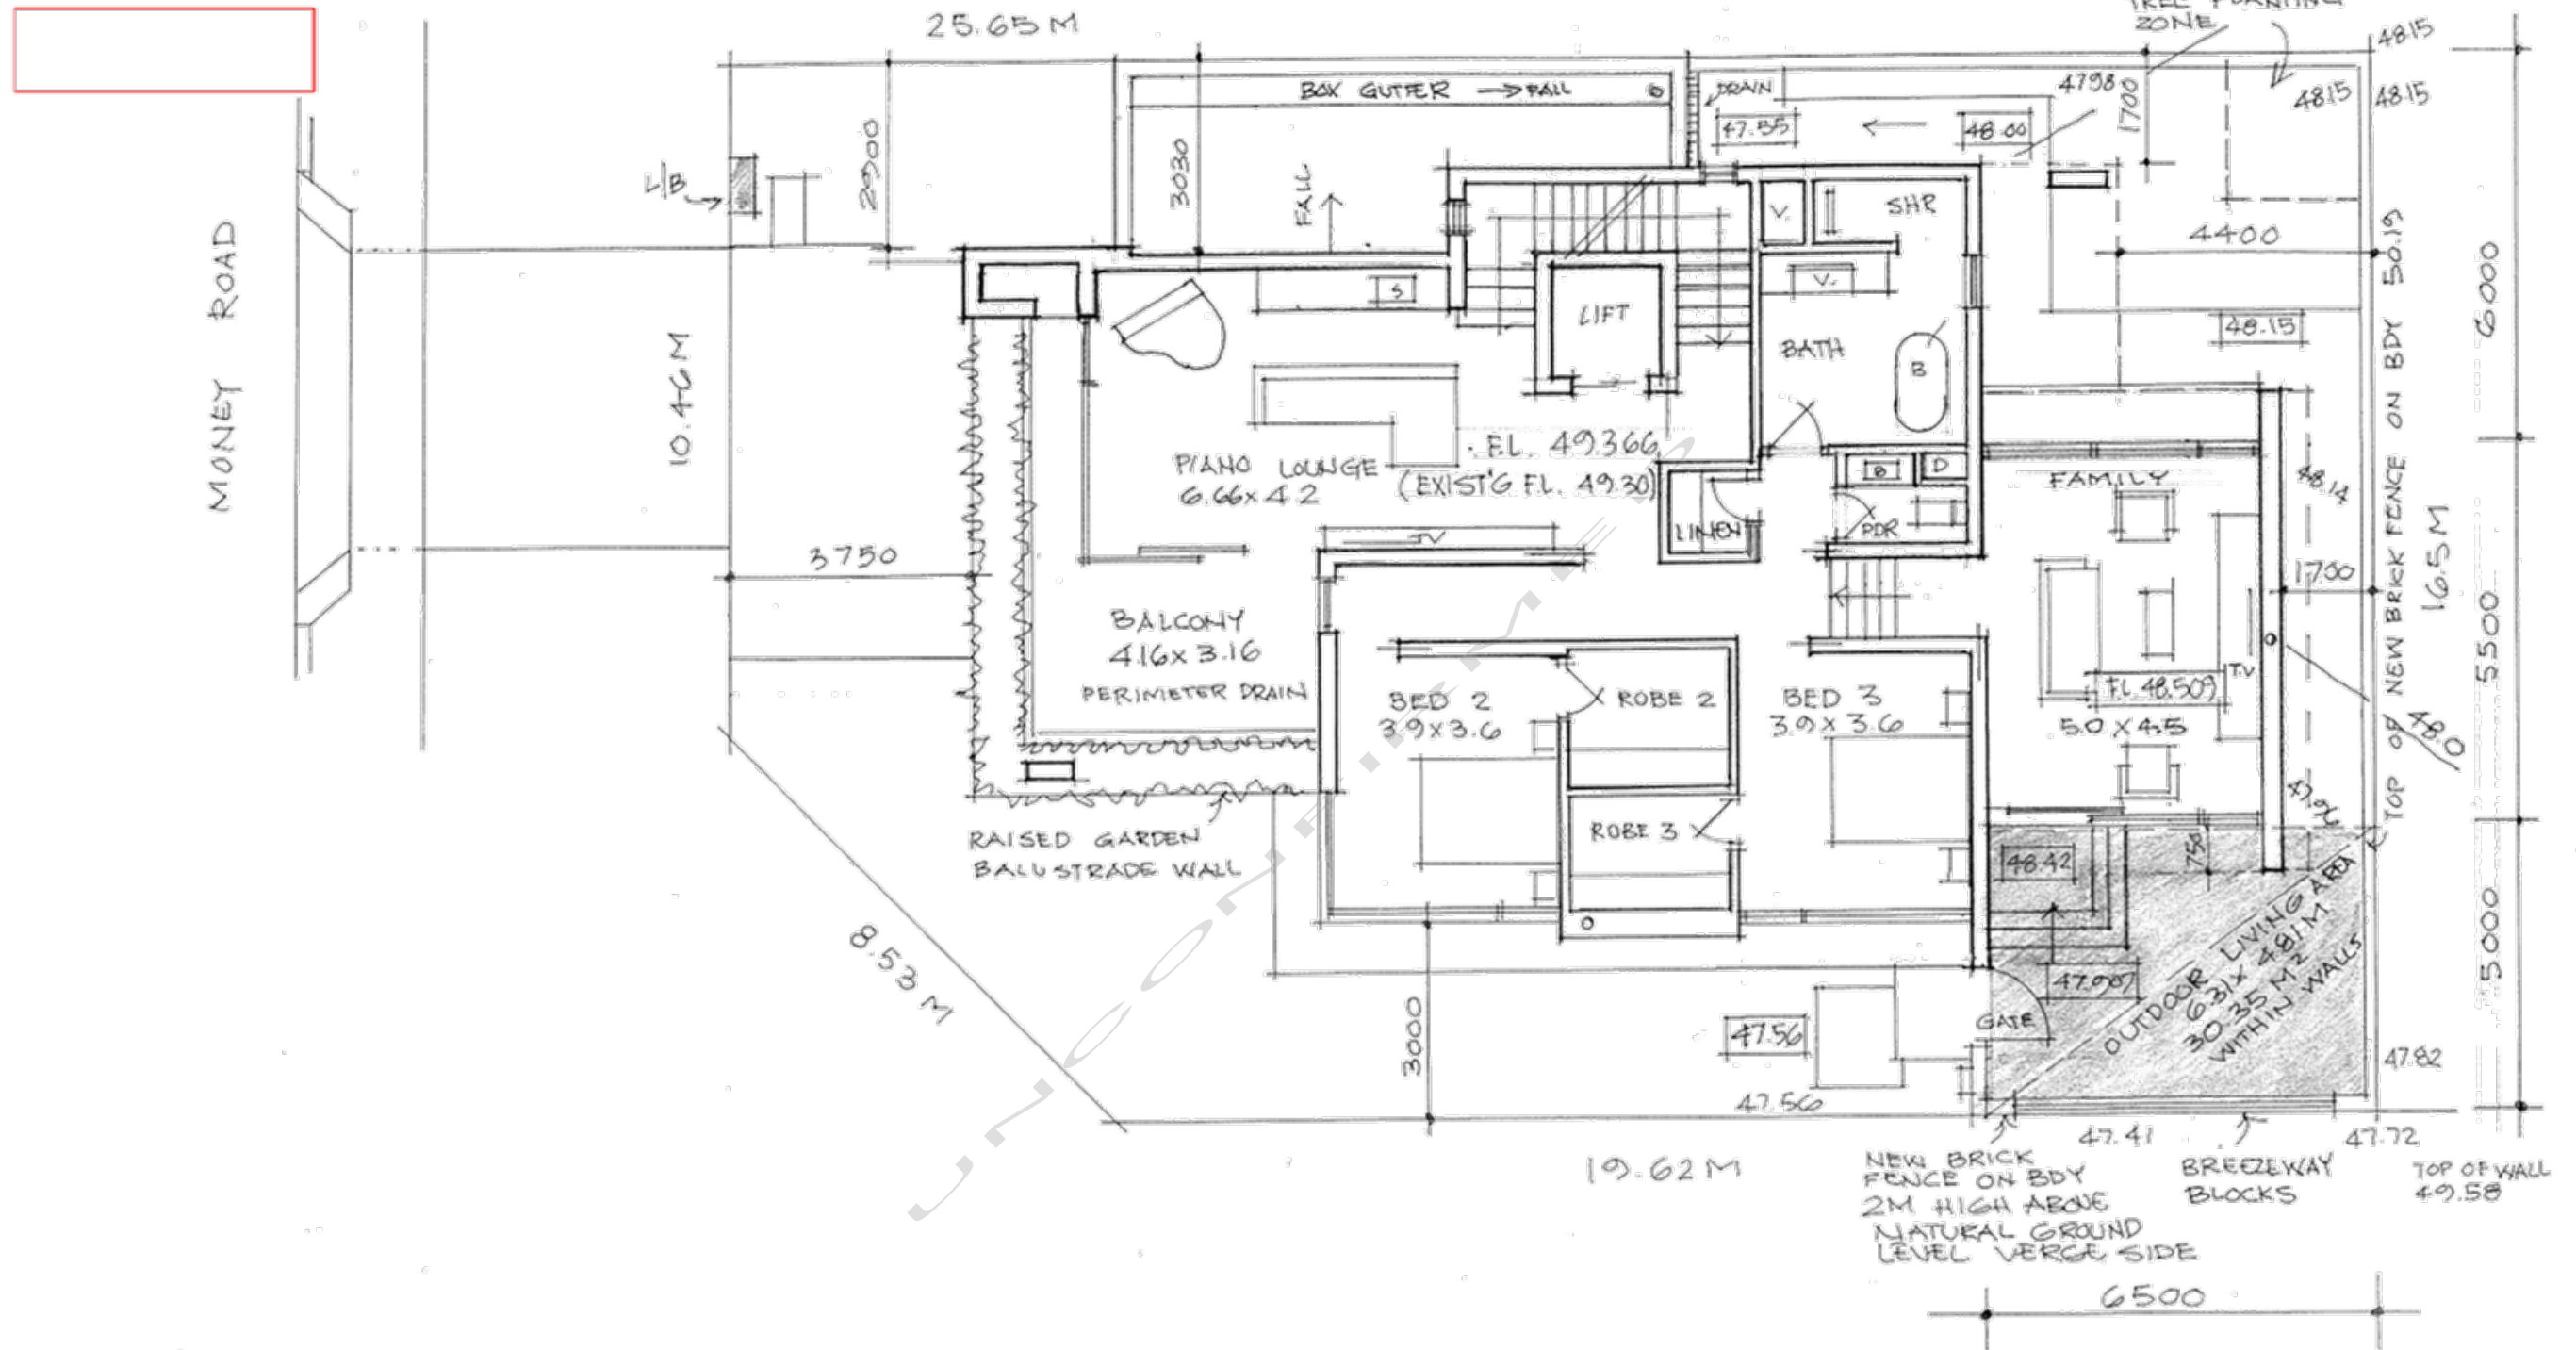 25.65 M
TREE PLANTING
ZONE
48.15
BOX GUTTER → FALL
DRAIN
4798
1700
48.15
48.15
47.55
←
48.00
2900
3030
FALL
L/B
V.
SHR
4400
MONEY ROAD
10.46 M
S
LIFT
V.
BATH
B
48.15
6000
TOP OF NEW BRICK FENCE ON BDY 50.19
PIANO LOUNGE
6.66 x 4.2
F.L. 49.366
(EXIST'G F.L. 49.30)
B
D
FAMILY
48.14
LINEN
PDR
TV
3750
1700
16.5 M
5500
BALCONY
4.16 x 3.16
PERIMETER DRAIN
BED 2
3.9 x 3.6
ROBE 2
BED 3
3.9 x 3.6
T.V
F.L 48.509
5.0 x 4.5
48.0
47.96
RAISED GARDEN
BALUSTRADE WALL
ROBE 3
48.42
750
8.53 M
3000
47.56
GATE
47.907
OUTDOOR LIVING AREA
6.31 x 4.81 M
30.35 M²
WITHIN WALLS
5000
47.82
47.56
47.41
47.72
19.62 M
NEW BRICK
FENCE ON BDY
2M HIGH ABOVE
NATURAL GROUND
LEVEL VERGE SIDE
BREEZEWAY
BLOCKS
TOP OF WALL
49.58
6500